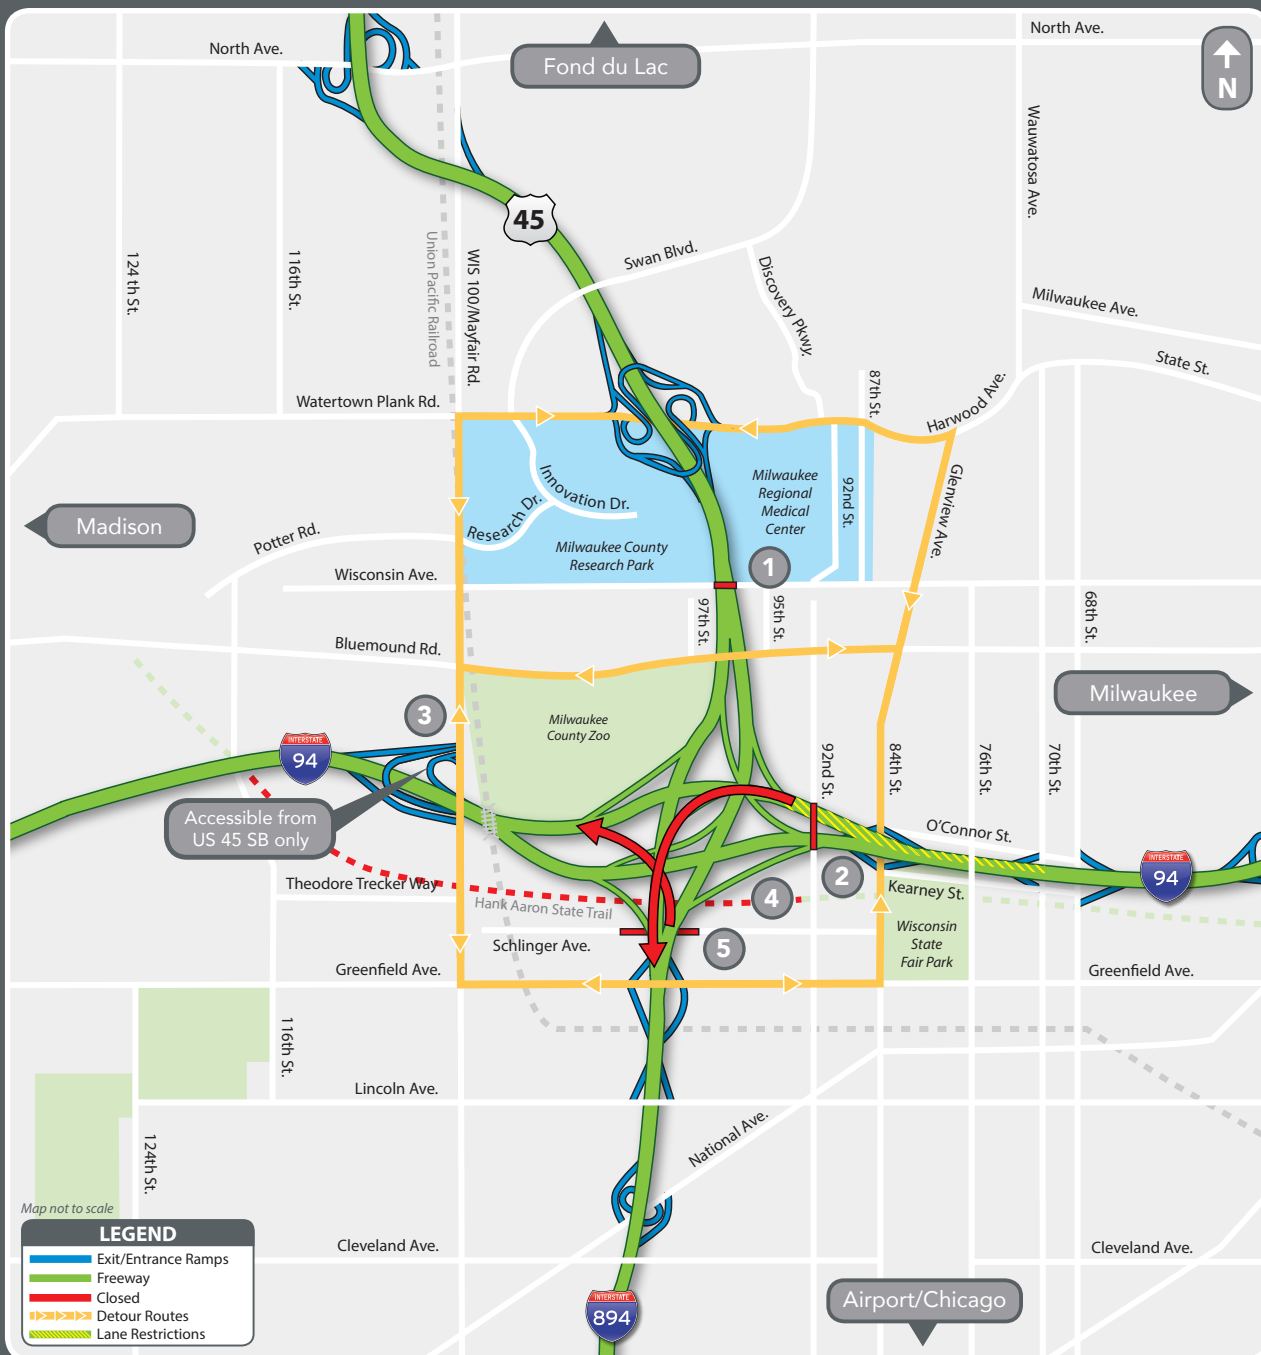 North Ave.
Fond du Lac
North Ave.
N
Wauwatosa Ave.
45
124 th St.
116th St.
Union Pacific Railroad
WIS 100/Mayfair Rd.
Swan Blvd.
Discovery Pkwy.
Milwaukee Ave.
State St.
87th St.
Harwood Ave.
Watertown Plank Rd.
Glenview Ave.
Innovation Dr.
Research Dr.
Milwaukee
Regional
Medical
Center
92nd St.
Madison
Potter Rd.
Milwaukee County
Research Park
Wisconsin Ave.
1
97th St.
95th St.
68th St.
Bluemound Rd.
Milwaukee
3
Milwaukee
County Zoo
INTERSTATE
94
92nd St.
84th St.
76th St.
70th St.
Accessible from
US 45 SB only
O'Connor St.
INTERSTATE
94
2
Theodore Trecker Way
Kearney St.
4
Hank Aaron State Trail
Wisconsin
State
Fair Park
Schlinger Ave.
5
Greenfield Ave.
Greenfield Ave.
116th St.
Lincoln Ave.
124th St.
National Ave.
Map not to scale
LEGEND
Exit/Entrance Ramps
Freeway
Closed
Detour Routes
Lane Restrictions
Cleveland Ave.
Cleveland Ave.
INTERSTATE
894
Airport/Chicago